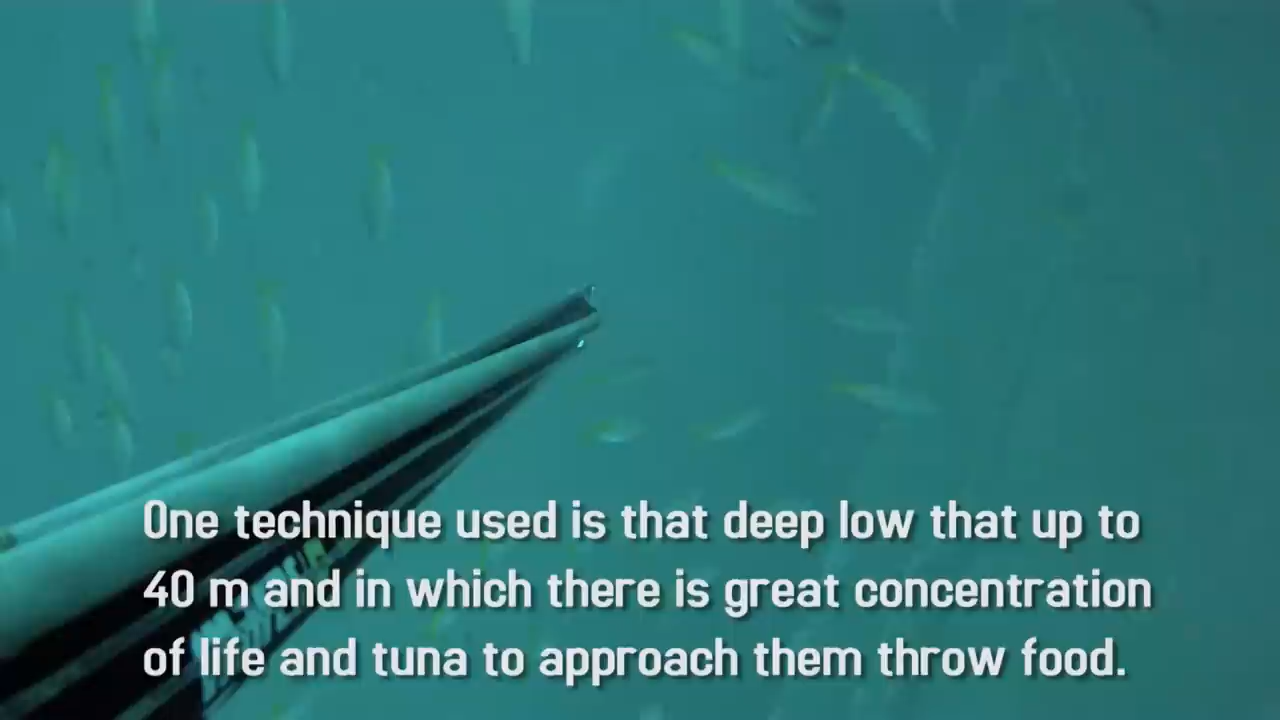 One technique used is that deep low that up to
40 m and in which there is great concentration
of life and tuna to approach them throw food.